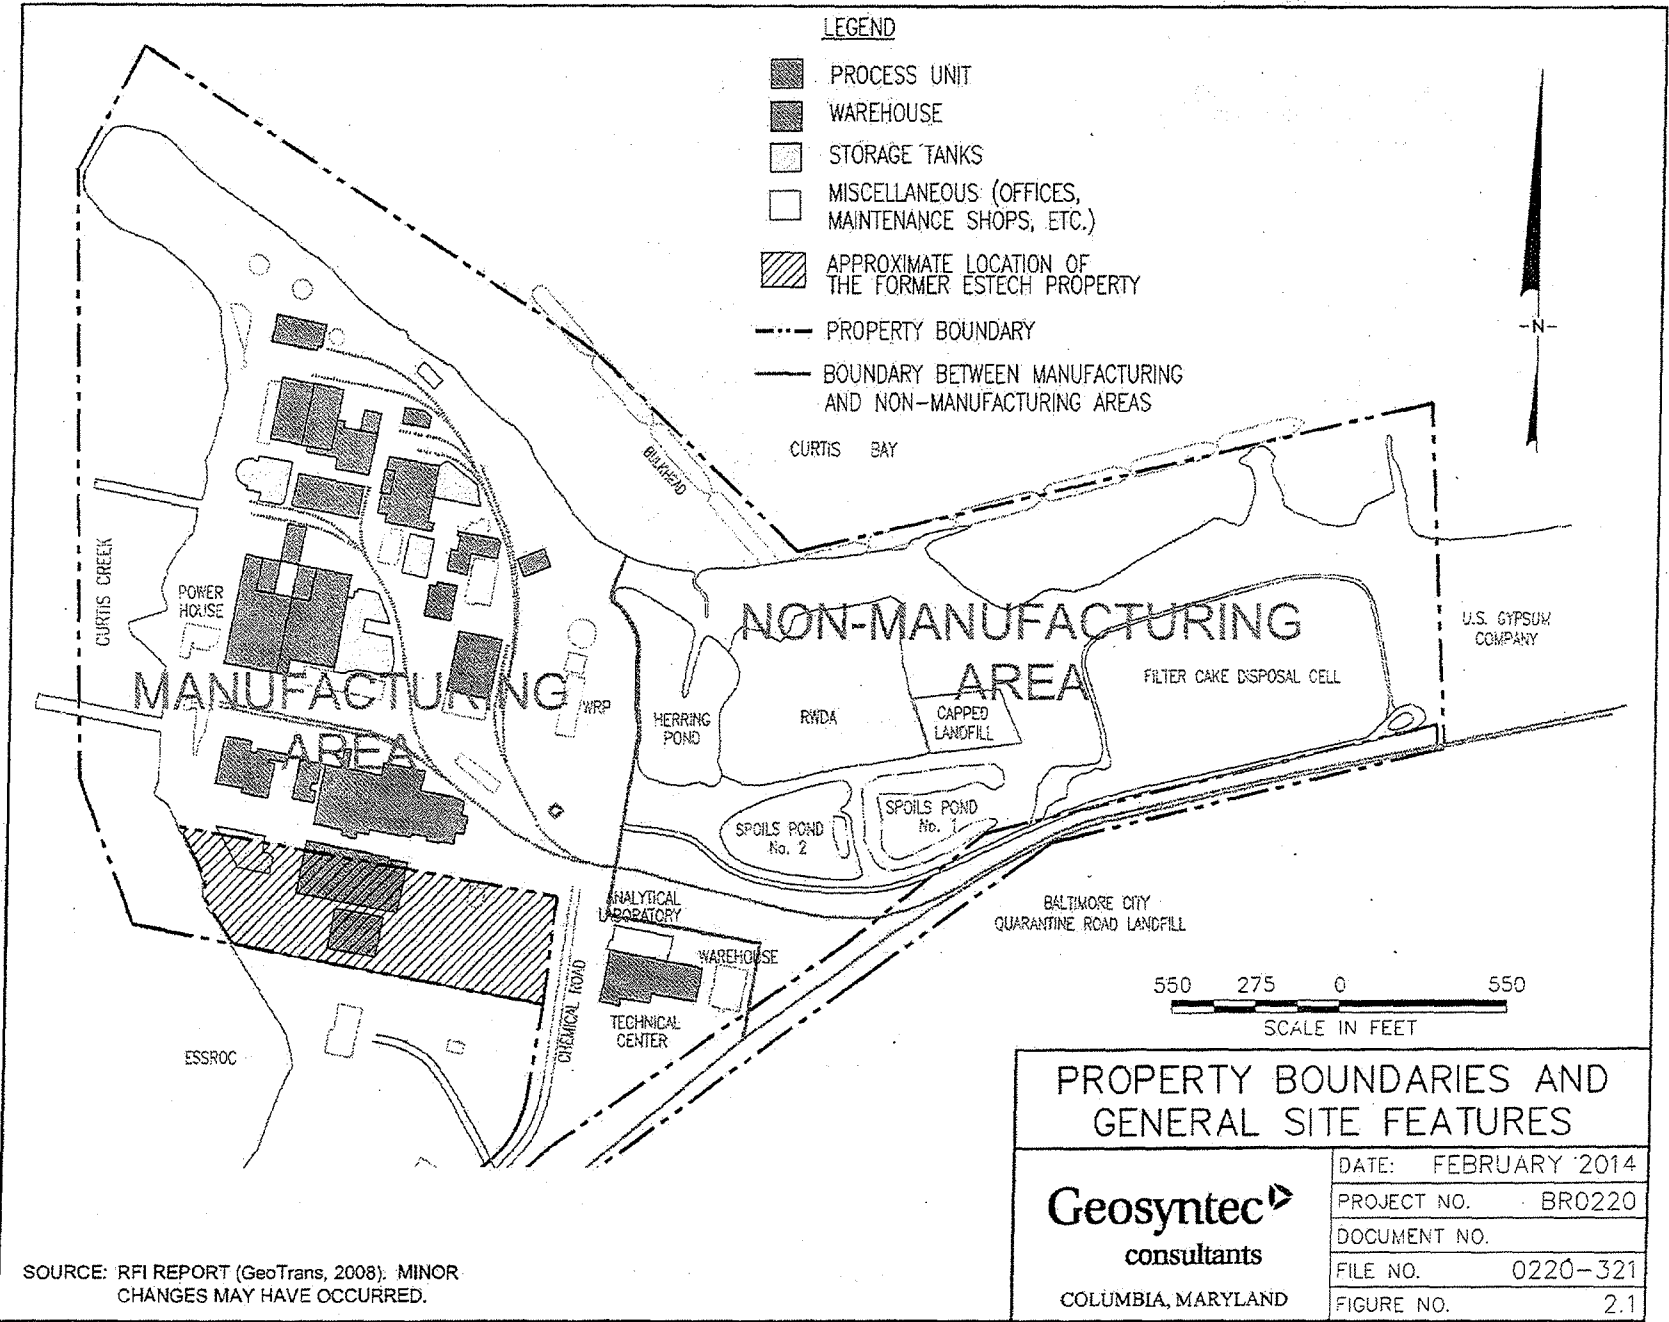 LEGEND
PROCESS UNIT
WAREHOUSE
STORAGE TANKS
MISCELLANEOUS (OFFICES,
MAINTENANCE SHOPS, ETC.)
APPROXIMATE LOCATION OF
THE FORMER ESTECH PROPERTY
PROPERTY BOUNDARY
BOUNDARY BETWEEN MANUFACTURING
AND NON-MANUFACTURING AREAS
-N-
CURTIS BAY
BULKHEAD
CURTIS CREEK
POWER
HOUSE
MANUFACTURING
AREA
WRP
NON-MANUFACTURING
AREA
HERRING
POND
RWDA
CAPPED
LANDFILL
FILTER CAKE DISPOSAL CELL
U.S. GYPSUM
COMPANY
SPOILS POND
No. 2
SPOILS POND
No. 1
ANALYTICAL
LABORATORY
WAREHOUSE
TECHNICAL
CENTER
CHEMICAL ROAD
ESSROC
BALTIMORE CITY
QUARANTINE ROAD LANDFILL
550 275 0 550
SCALE IN FEET
PROPERTY BOUNDARIES AND
GENERAL SITE FEATURES
Geosyntec
consultants
COLUMBIA, MARYLAND
DATE: FEBRUARY 2014
PROJECT NO. BR0220
DOCUMENT NO.
FILE NO. 0220-321
FIGURE NO. 2.1
SOURCE: RFI REPORT (GeoTrans, 2008). MINOR
CHANGES MAY HAVE OCCURRED.